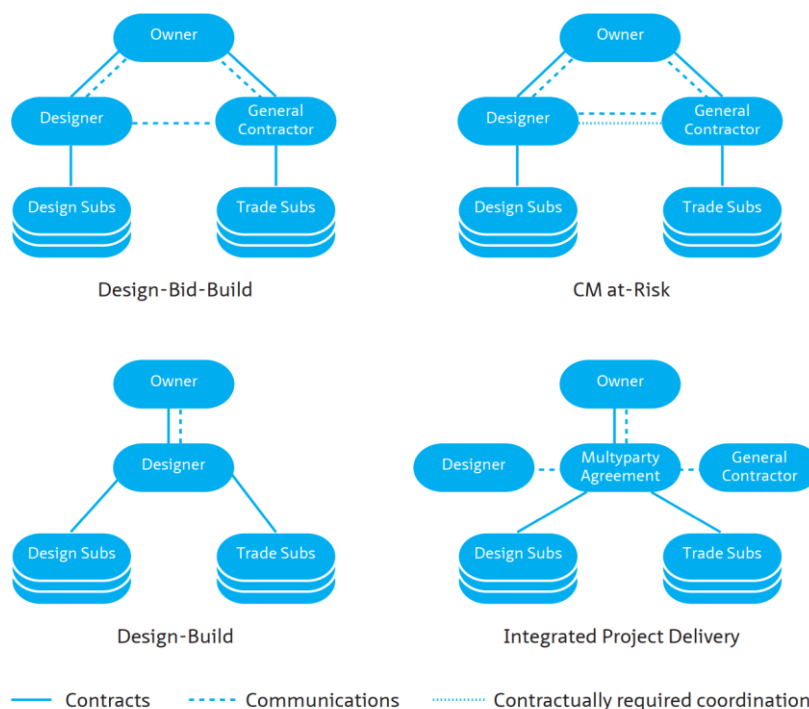 Owner
Designer
General
Contractor
Design Subs
Trade Subs
Design-Bid-Build
Owner
Designer
General
Contractor
Design Subs
Trade Subs
CM at-Risk
Owner
Designer
Design Subs
Trade Subs
Design-Build
Owner
Designer
Multyparty
Agreement
General
Contractor
Design Subs
Trade Subs
Integrated Project Delivery
Contracts
Communications
Contractually required coordination